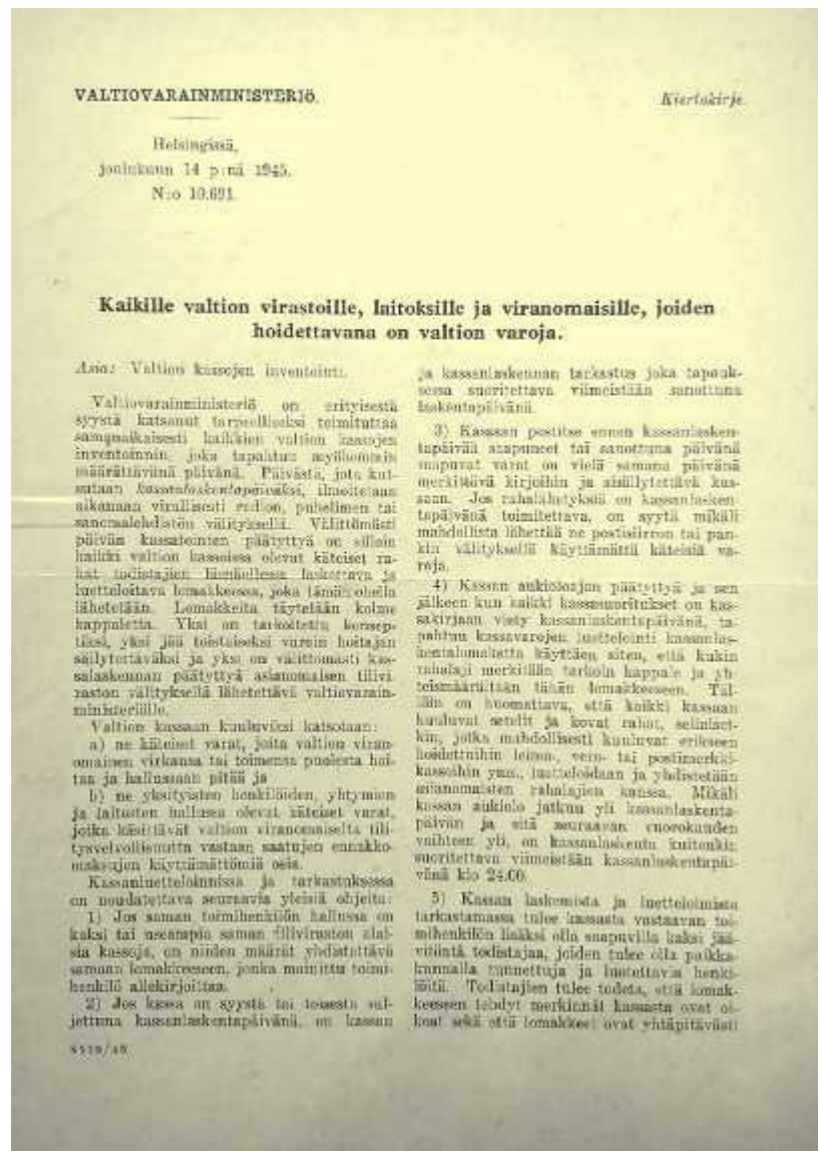 VALTIOVARAINMINISTERIÖ.
Kiertokirje.
Helsingissä,
joulukuun 14 p:nä 1945.
N:o 10.691.
Kaikille valtion virastoille, laitoksille ja viranomaisille, joiden
hoidettavana on valtion varoja.
Asia: Valtion kassojen inventointi.
Valtiovarainministeriö on erityisestä
syystä katsonut tarpeelliseksi toimituttaa
samanaikaisesti kaikkien valtion kassojen
inventoinnin, joka tapahtuu myöhemmin
määrättävänä päivänä. Päivästä, jota kut-
sutaan kassanlaskentapäiväksi, ilmoitetaan
aikanaan virallisesti radion, puhelimen tai
sanomalehdistön välityksellä. Välittömästi
päivän kassatointen päätyttyä on silloin
kaikki valtion kassoissa olevat käteiset ra-
hat todistajien läsnäollessa laskettava ja
luetteloitava lomakkeessa, joka tämän ohella
lähetetään. Lomakkeita täytetään kolme
kappaletta. Yksi on tarkoitettu konsep-
tiksi, yksi jää toistaiseksi varain hoitajan
säilytettäväksi ja yksi on välittömästi kas-
salaskennan päätyttyä asianomaisen tilivi-
raston välityksellä lähetettävä valtiovarain-
ministeriölle.
Valtion kassaan kuuluviksi katsotaan:
a) ne käteiset varat, joita valtion viran-
omainen virkansa tai toimensa puolesta hoi-
taa ja hallussaan pitää ja
b) ne yksityisten henkilöiden, yhtymien
ja laitosten hallussa olevat käteiset varat,
jotka käsittävät valtion viranomaiselta tili-
tysvelvollisuutta vastaan saatujen ennakko-
maksujen käyttämättömiä osia.
Kassanluetteloinnissa ja tarkastuksessa
on noudatettava seuraavia yleisiä ohjeita:
1) Jos saman toimihenkilön hallussa on
kaksi tai useampia saman tiliviraston alai-
sia kassoja, on niiden määrät yhdistettävä
samaan lomakkeeseen, jonka mainittu toimi-
henkilö allekirjoittaa.
2) Jos kassa on syystä tai toisesta sul-
jettuna kassanlaskentapäivänä, on kassan
ja kassanlaskennan tarkastus joka tapauk-
sessa suoritettava viimeistään sanottuna
laskentapäivänä.
3) Kassaan postitse ennen kassanlasken-
tapäivää saapuneet tai sanottuna päivänä
saapuvat varat on vielä samana päivänä
merkittävä kirjoihin ja sisällytettävä kas-
saan. Jos rahalähetyksiä on kassanlasken-
tapäivänä toimitettava, on syytä mikäli
mahdollista lähettää ne postisiirron tai pan-
kin välityksellä käyttämättä käteisiä va-
roja.
4) Kassan aukioloajan päätyttyä ja sen
jälkeen kun kaikki kassasuoritukset on kas-
sakirjaan viety kassanlaskentapäivänä, ta-
pahtuu kassavarojen luettelointi kassanlas-
kentalomaketta käyttäen siten, että kukin
rahalaji merkitään tarkoin kappale- ja yh-
teismäärältään tähän lomakkeeseen. Täl-
löin on huomattava, että kaikki kassaan
kuuluvat setelit ja kovat rahat, sellaiset-
kin, jotka mahdollisesti kuuluvat erikseen
hoidettuihin leima-, vero- tai postimerkki-
kassoihin ym., luetteloidaan ja yhdistetään
asianomaisten rahalajien kanssa. Mikäli
kassan aukiolo jatkuu yli kassanlaskenta-
päivän ja sitä seuraavan vuorokauden
vaihteen yli, on kassanlaskenta kuitenkin
suoritettava viimeistään kassanlaskentapäi-
vänä klo 24.00.
5) Kassan laskemista ja luetteloimista
tarkastamassa tulee kassasta vastaavan toi-
mihenkilön lisäksi olla saapuvilla kaksi jää-
vitöntä todistajaa, joiden tulee olla paikka-
kunnalla tunnettuja ja luotettavia henki-
löitä. Todistajien tulee todeta, että lomak-
keeseen tehdyt merkinnät kassasta ovat oi-
keat sekä että lomakkeet ovat yhtäpitävästi